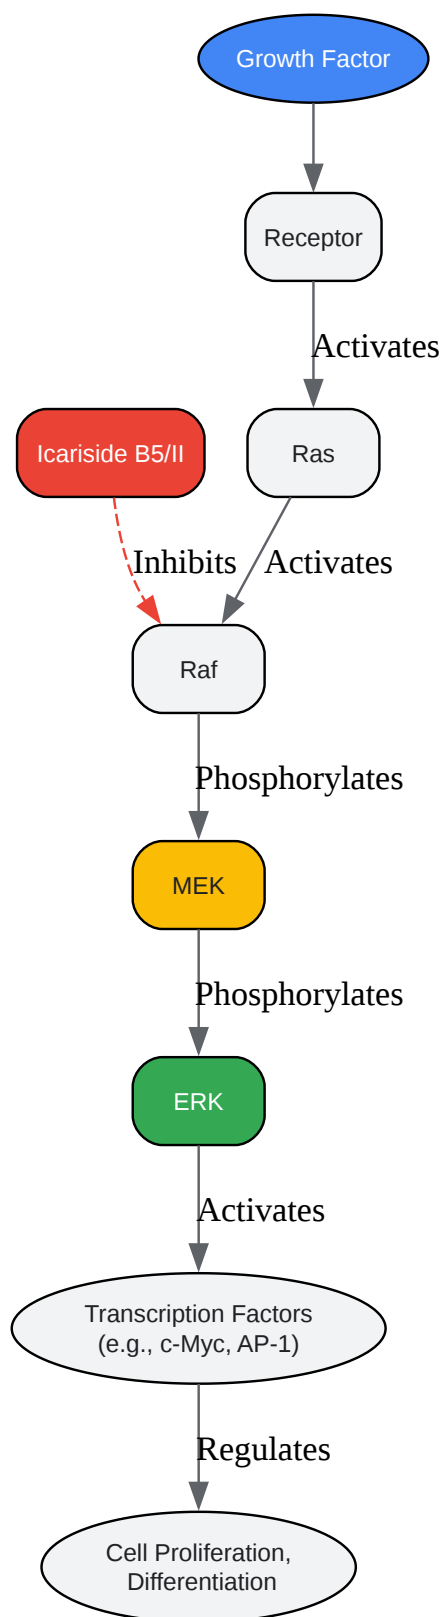 Growth Factor
Receptor
Activates
Icariside B5/II
Ras
Inhibits
Activates
Raf
Phosphorylates
MEK
Phosphorylates
ERK
Activates
Transcription Factors
(e.g., c-Myc, AP-1)
Regulates
Cell Proliferation,
Differentiation